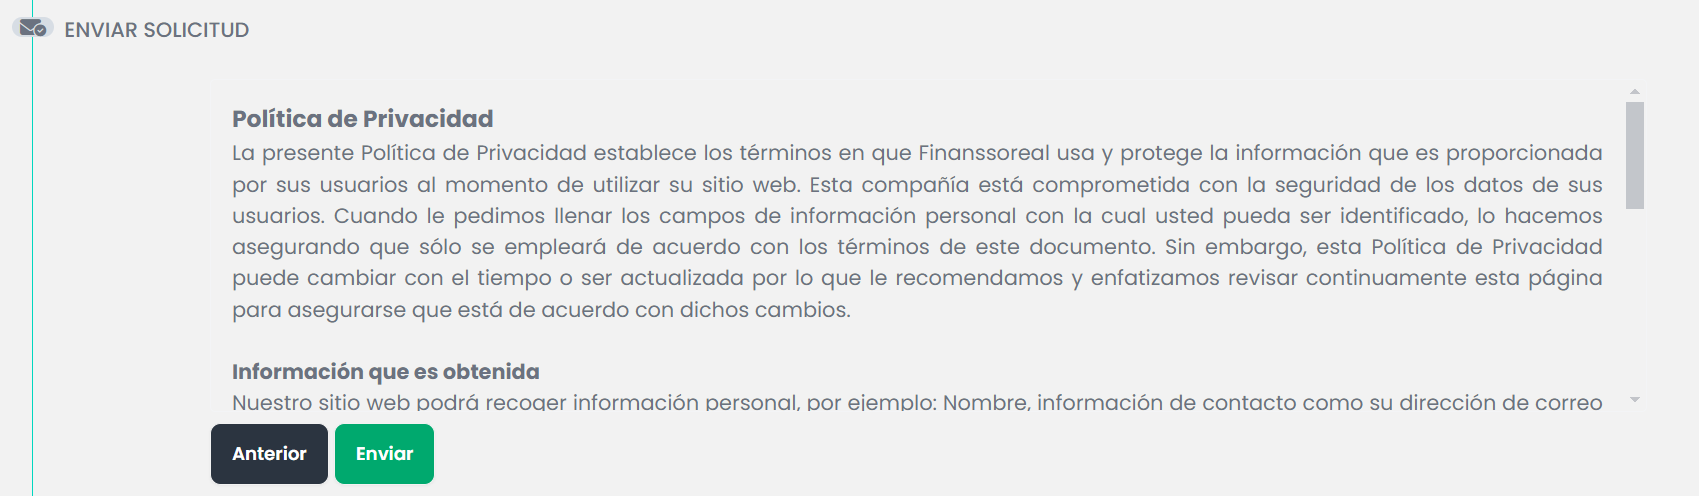 ENVIAR SOLICITUD
Política de Privacidad
La presente Política de Privacidad establece los términos en que Finanssoreal usa y protege la información que es proporcionada
por sus usuarios al momento de utilizar su sitio web. Esta compañía está comprometida con la seguridad de los datos de sus
usuarios. Cuando le pedimos llenar los campos de información personal con la cual usted pueda ser identificado, lo hacemos
asegurando que sólo se empleará de acuerdo con los términos de este documento. Sin embargo, esta Política de Privacidad
puede cambiar con el tiempo o ser actualizada por lo que le recomendamos y enfatizamos revisar continuamente esta página
para asegurarse que está de acuerdo con dichos cambios.
Información que es obtenida
Nuestro sitio web podrá recoger información personal, por ejemplo: Nombre, información de contacto como su dirección de correo
Anterior
Enviar